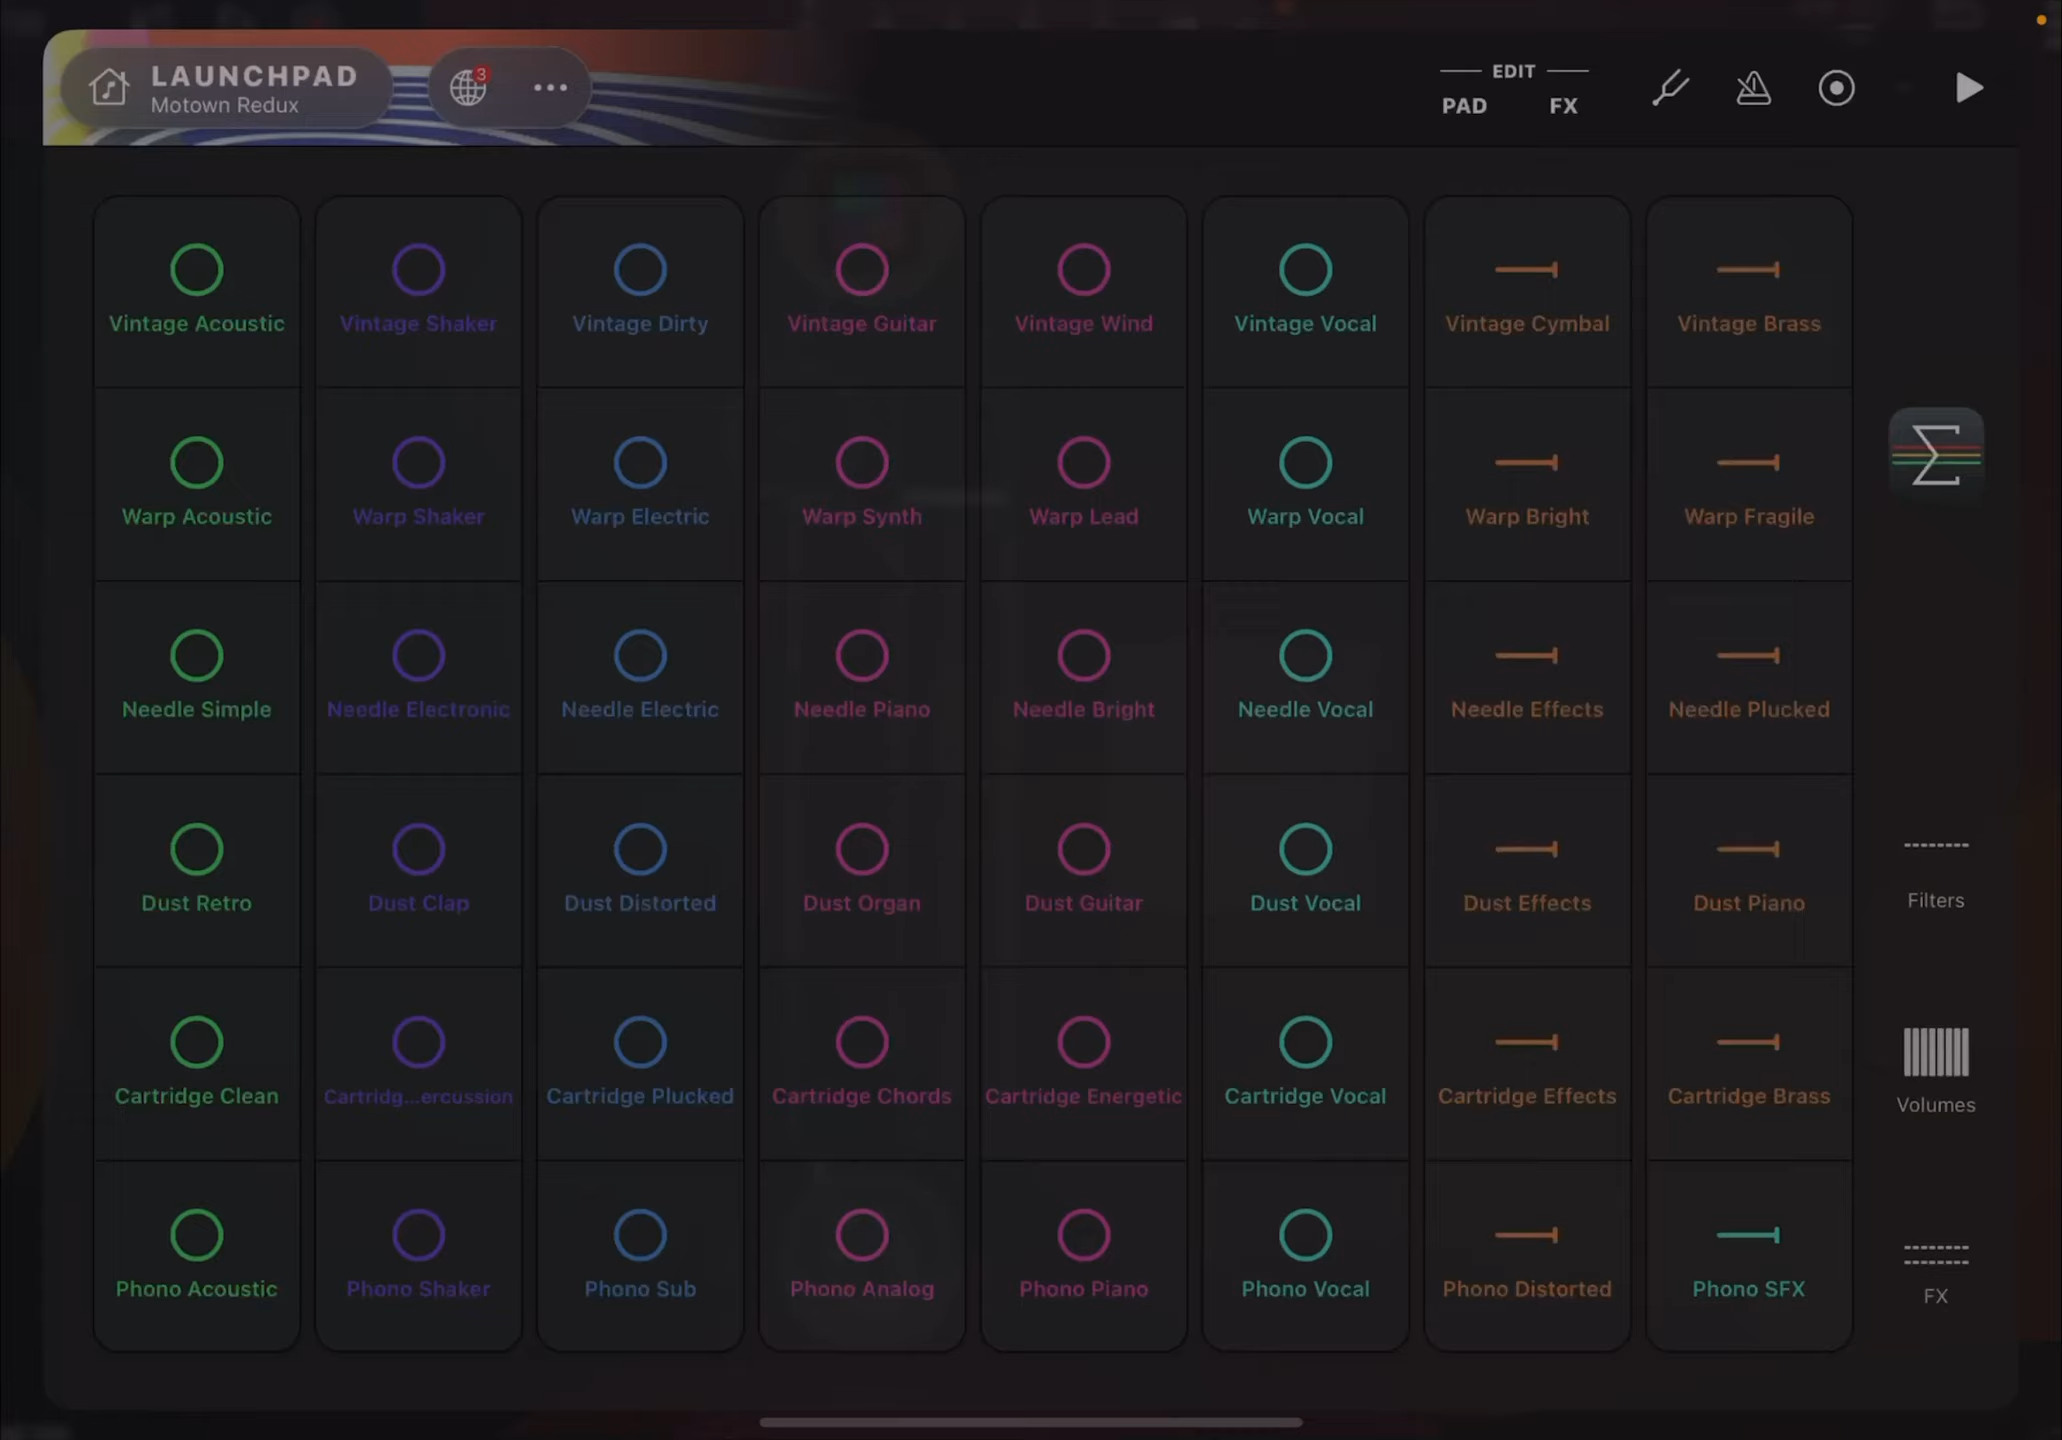 LAUNCHPAD
Motown Redux
3
EDIT
PAD FX
Vintage Acoustic Vintage Shaker Vintage Dirty Vintage Guitar Vintage Wind Vintage Vocal Vintage Cymbal Vintage Brass
Warp Acoustic Warp Shaker Warp Electric Warp Synth Warp Lead Warp Vocal Warp Bright Warp Fragile
Needle Simple Needle Electronic Needle Electric Needle Piano Needle Bright Needle Vocal Needle Effects Needle Plucked
Dust Retro Dust Clap Dust Distorted Dust Organ Dust Guitar Dust Vocal Dust Effects Dust Piano
Filters
Cartridge Clean Cartridg...ercussion Cartridge Plucked Cartridge Chords Cartridge Energetic Cartridge Vocal Cartridge Effects Cartridge Brass
Volumes
Phono Acoustic Phono Shaker Phono Sub Phono Analog Phono Piano Phono Vocal Phono Distorted Phono SFX
FX